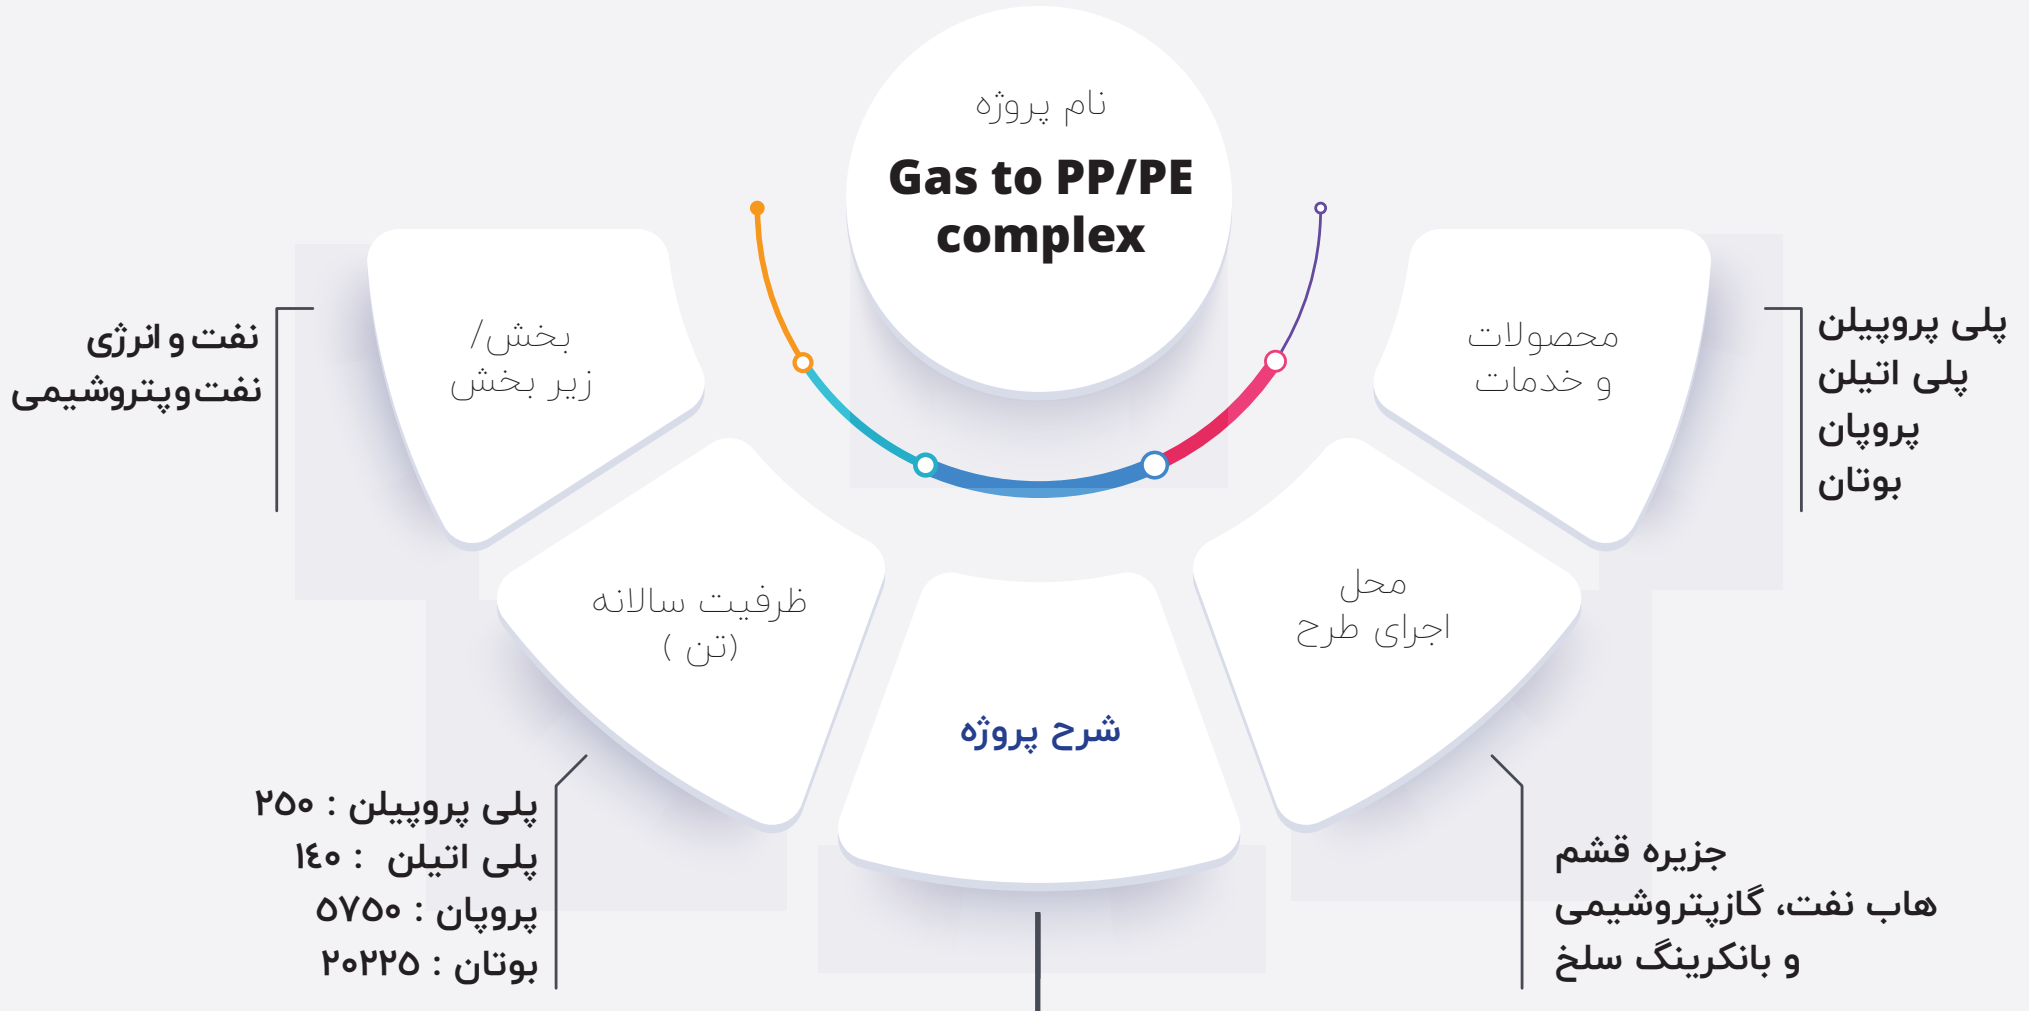 نام پروژه
Gas to PP/PE
complex
محصولات
و خدمات
پلی پروپیلن
پلی اتیلن
پروپان
بوتان
بخش/
زیر بخش
نفت و انرژی
نفت و پتروشیمی
محل
اجرای طرح
جزیره قشم
هاب نفت، گازپتروشیمی
و بانکرینگ سلخ
شرح پروژه
ظرفیت سالانه
(تن )
پلی پروپیلن : ۲۵۰
پلی اتیلن : ۱٤۰
پروپان : ۵۷۵۰
بوتان : ۲۰۲۲۵